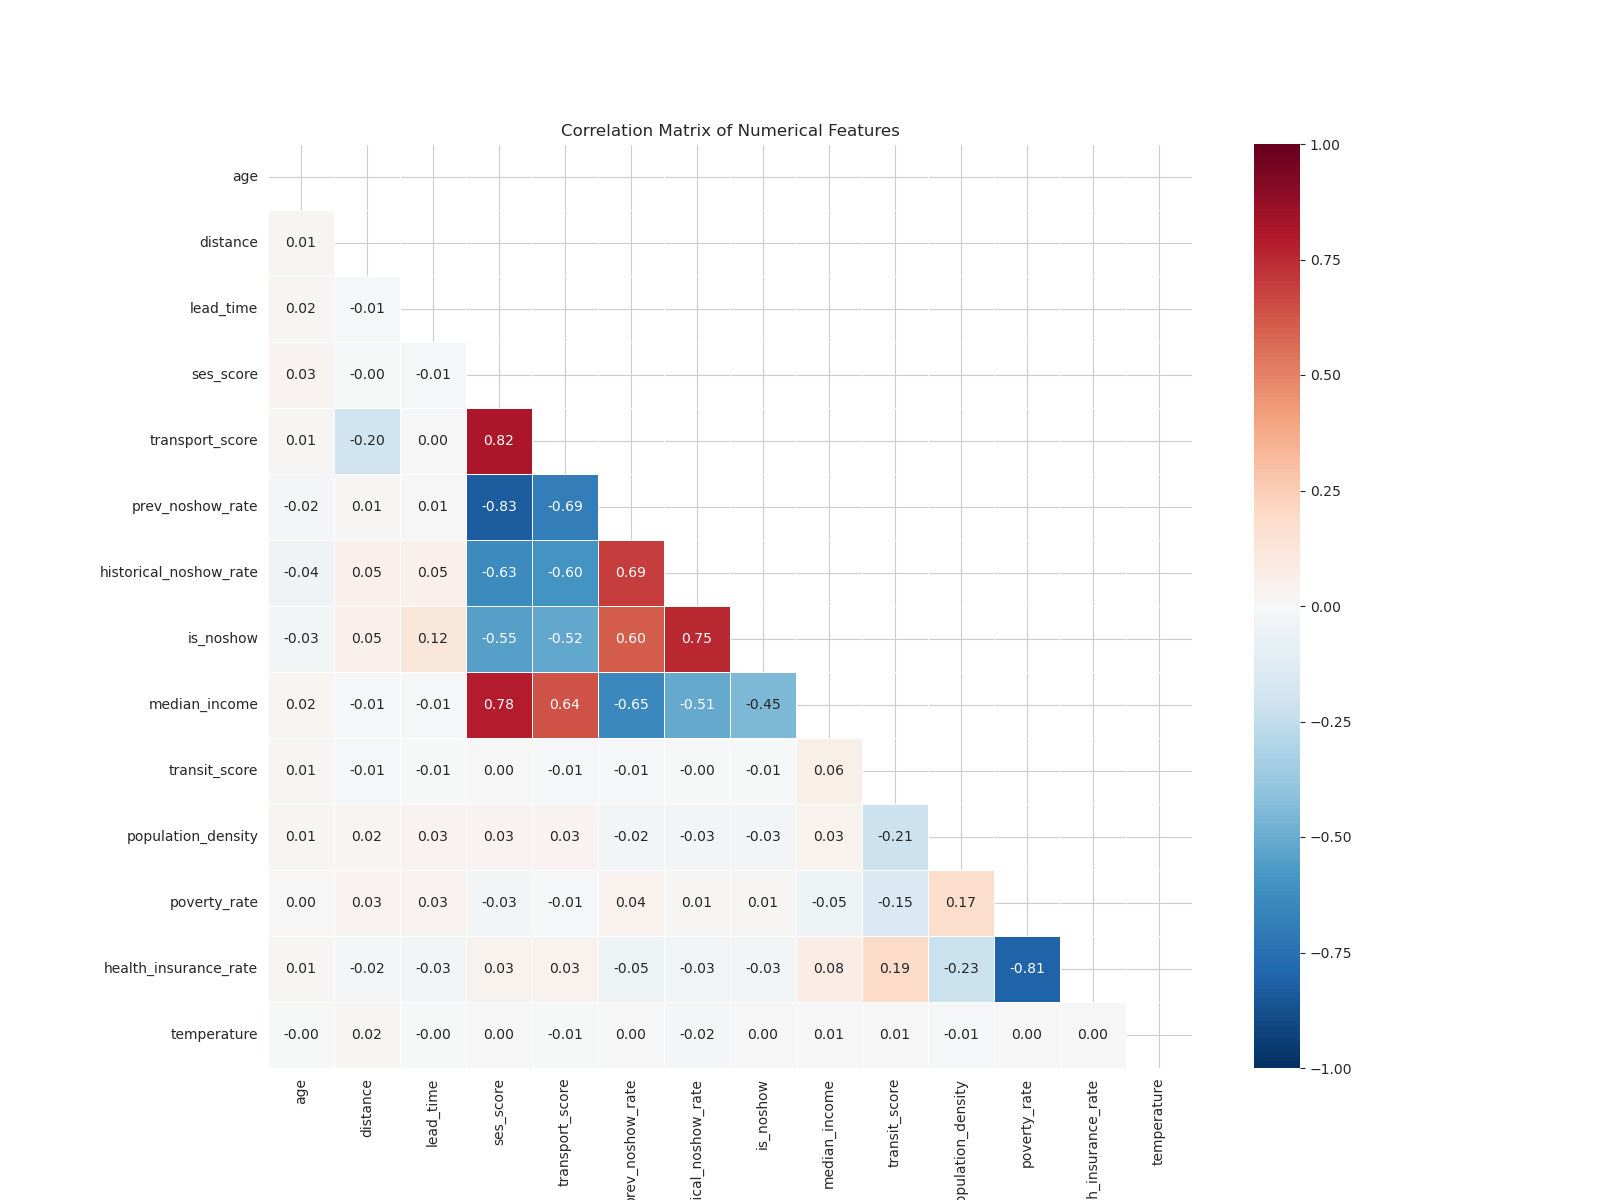 Correlation Matrix of Numerical Features
age
distance 0.01
lead_time 0.02 -0.01
ses_score 0.03 -0.00 -0.01
transport_score 0.01 -0.20 0.00 0.82
prev_noshow_rate -0.02 0.01 0.01 -0.83 -0.69
historical_noshow_rate -0.04 0.05 0.05 -0.63 -0.60 0.69
is_noshow -0.03 0.05 0.12 -0.55 -0.52 0.60 0.75
median_income 0.02 -0.01 -0.01 0.78 0.64 -0.65 -0.51 -0.45
transit_score 0.01 -0.01 -0.01 0.00 -0.01 -0.01 -0.00 -0.01 0.06
population_density 0.01 0.02 0.03 0.03 0.03 -0.02 -0.03 -0.03 0.03 -0.21
poverty_rate 0.00 0.03 0.03 -0.03 -0.01 0.04 0.01 0.01 -0.05 -0.15 0.17
health_insurance_rate 0.01 -0.02 -0.03 0.03 0.03 -0.05 -0.03 -0.03 0.08 0.19 -0.23 -0.81
temperature -0.00 0.02 -0.00 0.00 -0.01 0.00 -0.02 0.00 0.01 0.01 -0.01 0.00 0.00
age
distance
lead_time
ses_score
transport_score
prev_noshow_rate
ical_noshow_rate
is_noshow
median_income
transit_score
opulation_density
poverty_rate
h_insurance_rate
temperature
1.00
0.75
0.50
0.25
0.00
−0.25
−0.50
−0.75
−1.00